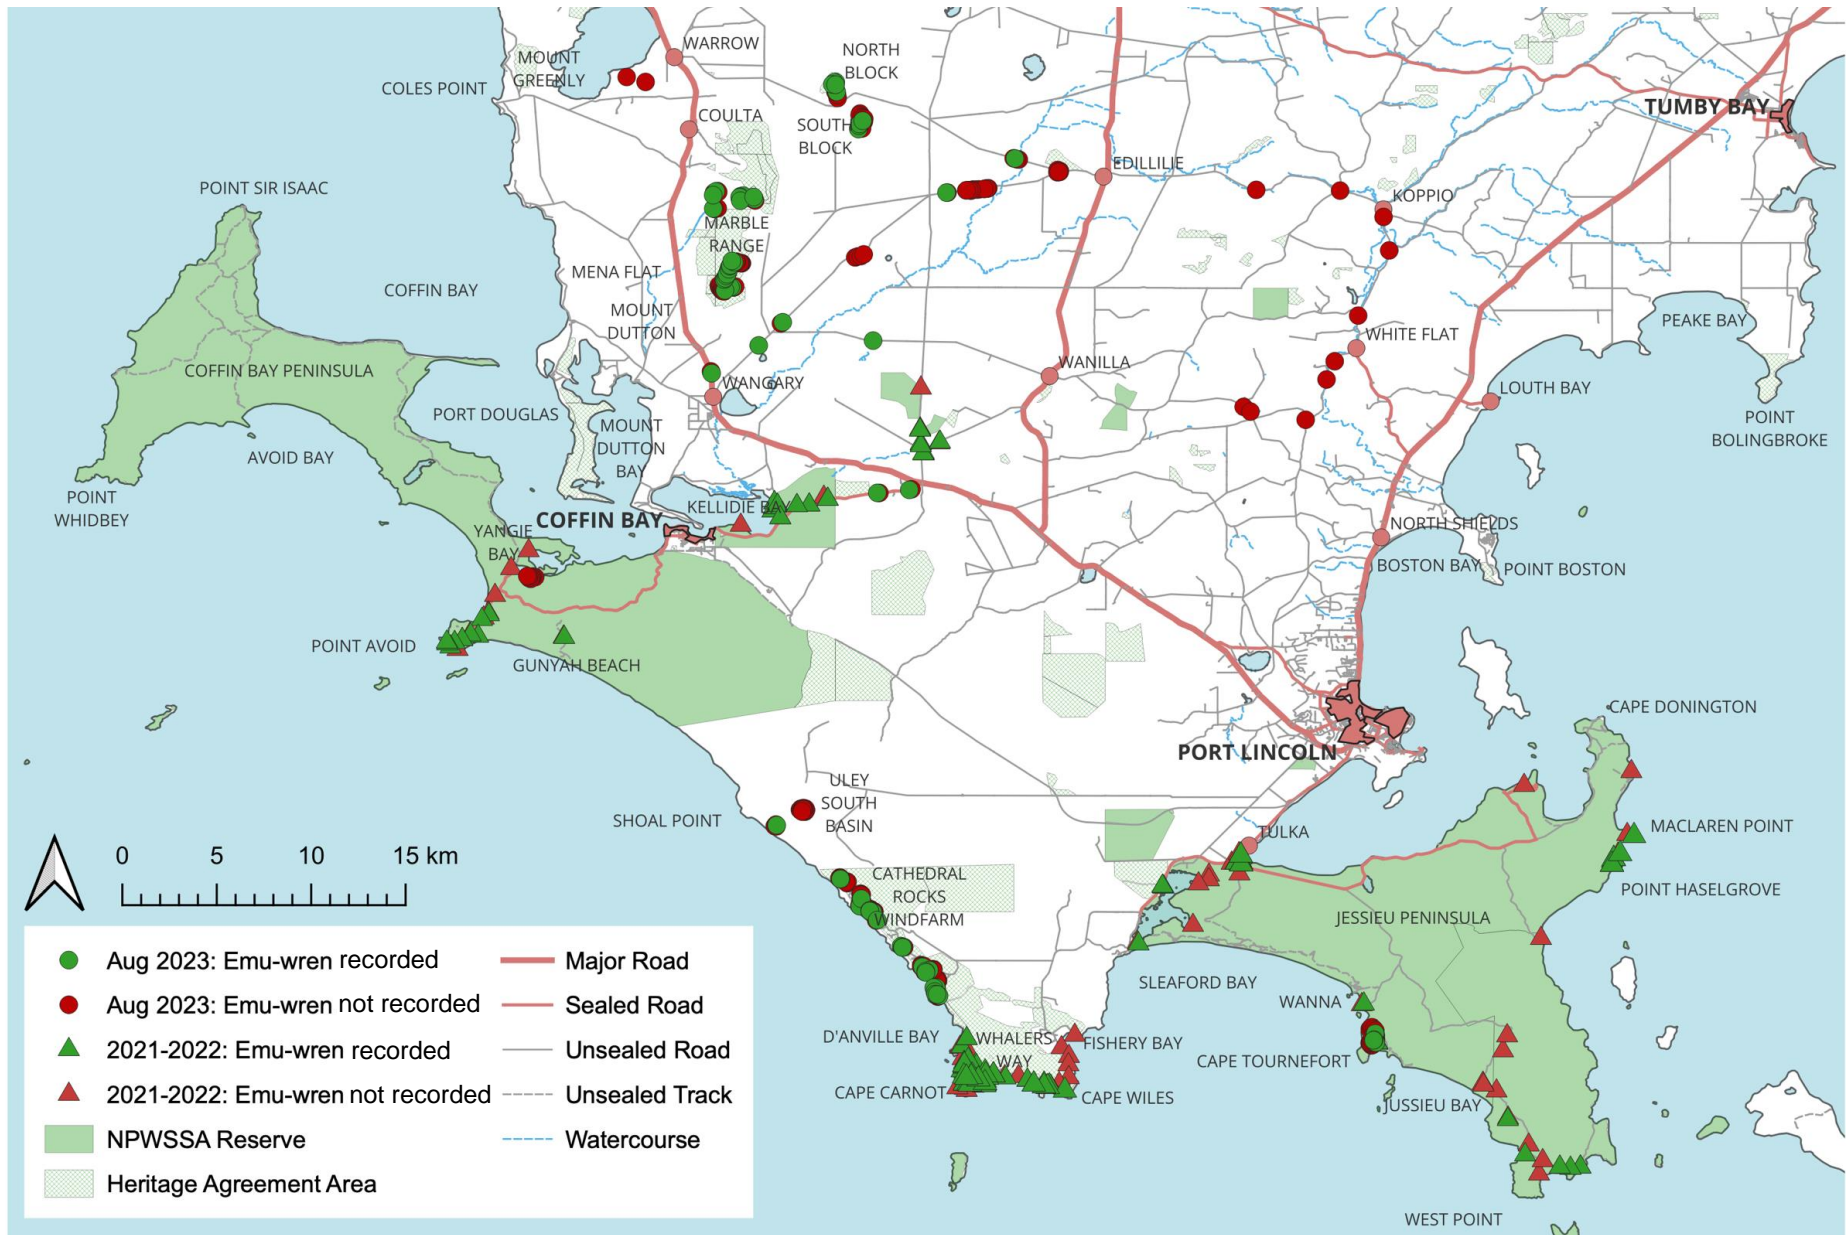 WARROW
NORTH
BLOCK
MOUNT
GREENLY
COLES POINT
TUMBY BAY
COULTA
SOUTH
BLOCK
EDILLILIE
POINT SIR ISAAC
KOPPIO
MARBLE
RANGE
MENA FLAT
COFFIN BAY
MOUNT
DUTTON
PEAKE BAY
WHITE FLAT
COFFIN BAY PENINSULA
WANILLA
WANGARY
LOUTH BAY
PORT DOUGLAS
MOUNT
DUTTON
BAY
POINT
BOLINGBROKE
AVOID BAY
POINT
WHIDBEY
KELLIDIE BAY
COFFIN BAY
YANGIE
BAY
NORTH SHIELDS
BOSTON BAY
POINT BOSTON
POINT AVOID
GUNYAH BEACH
CAPE DONINGTON
PORT LINCOLN
ULEY
SOUTH
BASIN
SHOAL POINT
TULKA
MACLAREN POINT
CATHEDRAL
ROCKS
WINDFARM
POINT HASELGROVE
JESSIEU PENINSULA
SLEAFORD BAY
WANNA
D'ANVILLE BAY
WHALERS
WAY
FISHERY BAY
CAPE TOURNEFORT
CAPE CARNOT
CAPE WILES
JUSSIEU BAY
WEST POINT
0 5 10 15 km
Aug 2023: Emu-wren recorded
Aug 2023: Emu-wren not recorded
2021-2022: Emu-wren recorded
2021-2022: Emu-wren not recorded
NPWSSA Reserve
Heritage Agreement Area
Major Road
Sealed Road
Unsealed Road
Unsealed Track
Watercourse